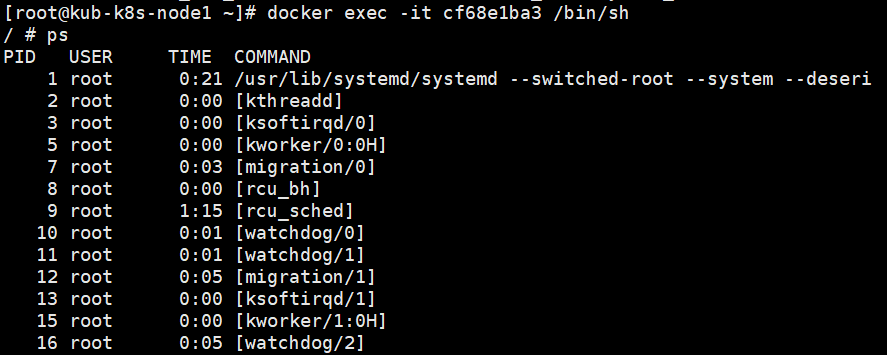 [root@kub-k8s-node1 ~]# docker exec -it cf68e1ba3 /bin/sh
/ # ps
PID   USER     TIME  COMMAND
    1 root      0:21 /usr/lib/systemd/systemd --switched-root --system --deseri
    2 root      0:00 [kthreadd]
    3 root      0:00 [ksoftirqd/0]
    5 root      0:00 [kworker/0:0H]
    7 root      0:03 [migration/0]
    8 root      0:00 [rcu_bh]
    9 root      1:15 [rcu_sched]
   10 root      0:01 [watchdog/0]
   11 root      0:01 [watchdog/1]
   12 root      0:05 [migration/1]
   13 root      0:00 [ksoftirqd/1]
   15 root      0:00 [kworker/1:0H]
   16 root      0:05 [watchdog/2]